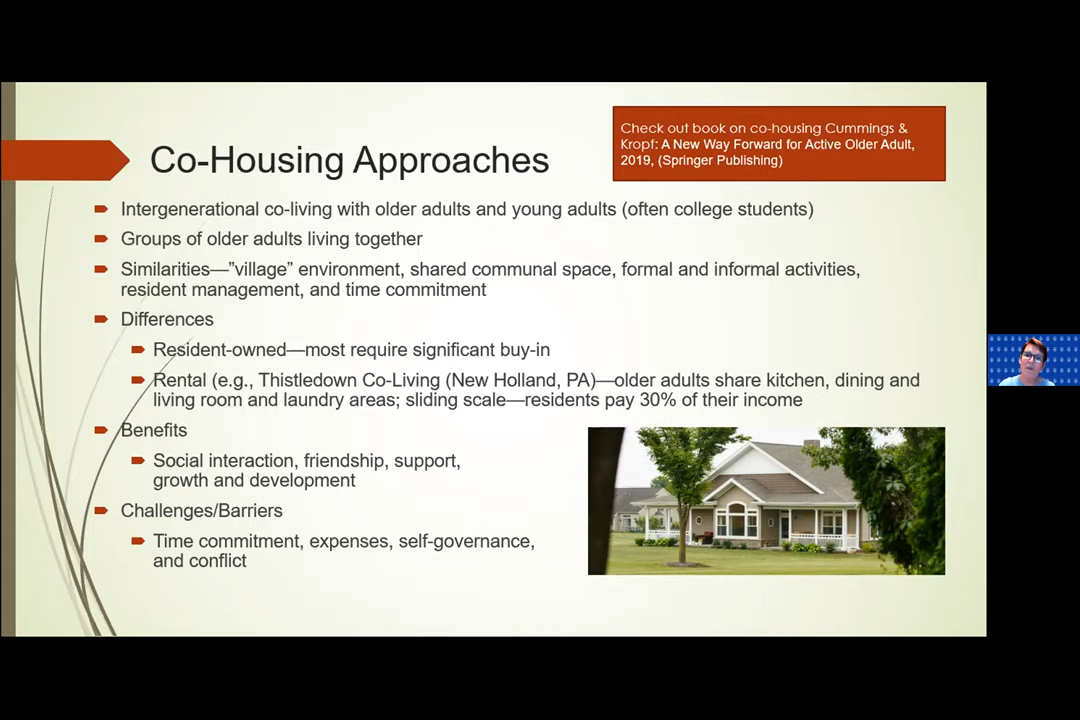 Co-Housing Approaches
Check out book on co-housing Cummings &
Kropf: A New Way Forward for Active Older Adult,
2019, (Springer Publishing)
Intergenerational co-living with older adults and young adults (often college students)
Groups of older adults living together
Similarities—”village” environment, shared communal space, formal and informal activities,
resident management, and time commitment
Differences
Resident-owned—most require significant buy-in
Rental (e.g., Thistledown Co-Living (New Holland, PA)—older adults share kitchen, dining and
living room and laundry areas; sliding scale—residents pay 30% of their income
Benefits
Social interaction, friendship, support,
growth and development
Challenges/Barriers
Time commitment, expenses, self-governance,
and conflict